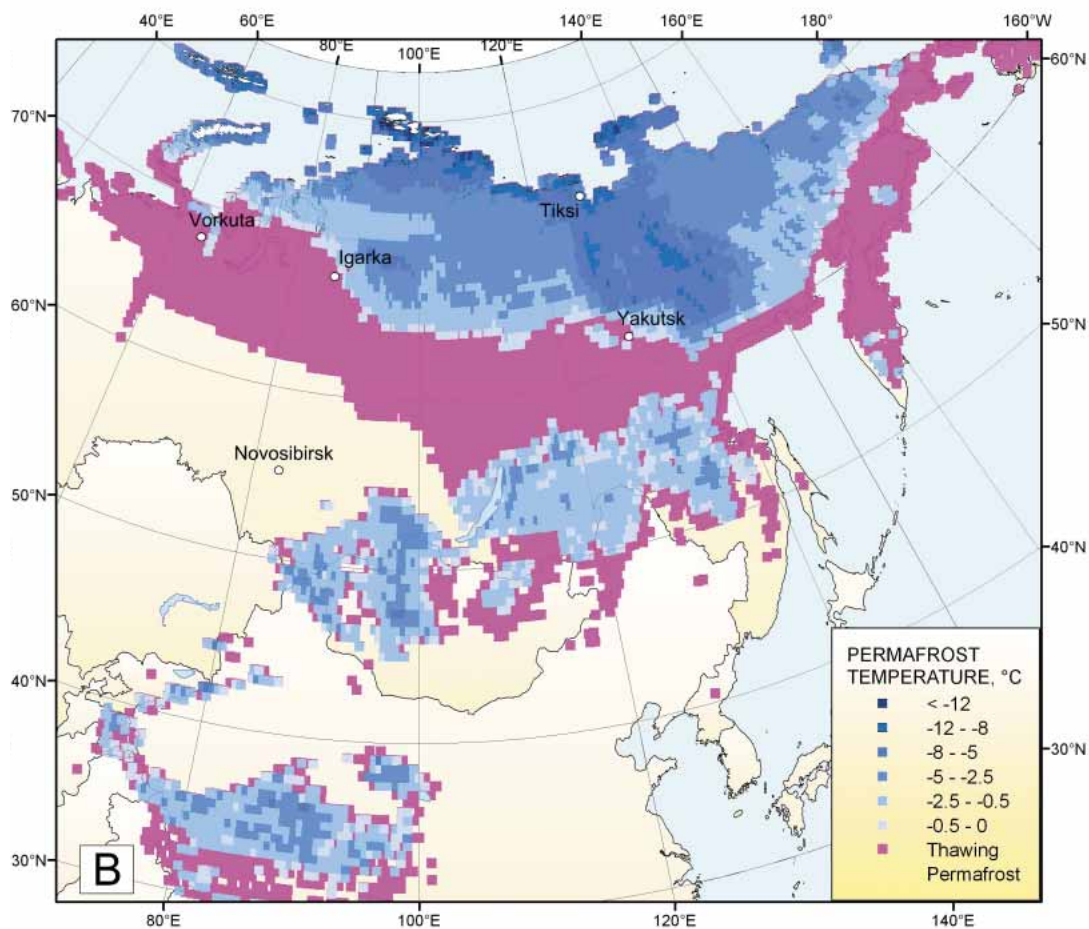 40°E 60°E 80°E 100°E 120°E 140°E 160°E 180° 160°W
60°N
70°N
Tiksi
Vorkuta
Igarka
60°N
50°N
Yakutsk
Novosibirsk
50°N
40°N
PERMAFROST
TEMPERATURE, °C
< -12
-12 - -8
-8 - -5
-5 - -2.5
-2.5 - -0.5
-0.5 - 0
Thawing
Permafrost
40°N
30°N
30°N
B
80°E 100°E 120°E 140°E